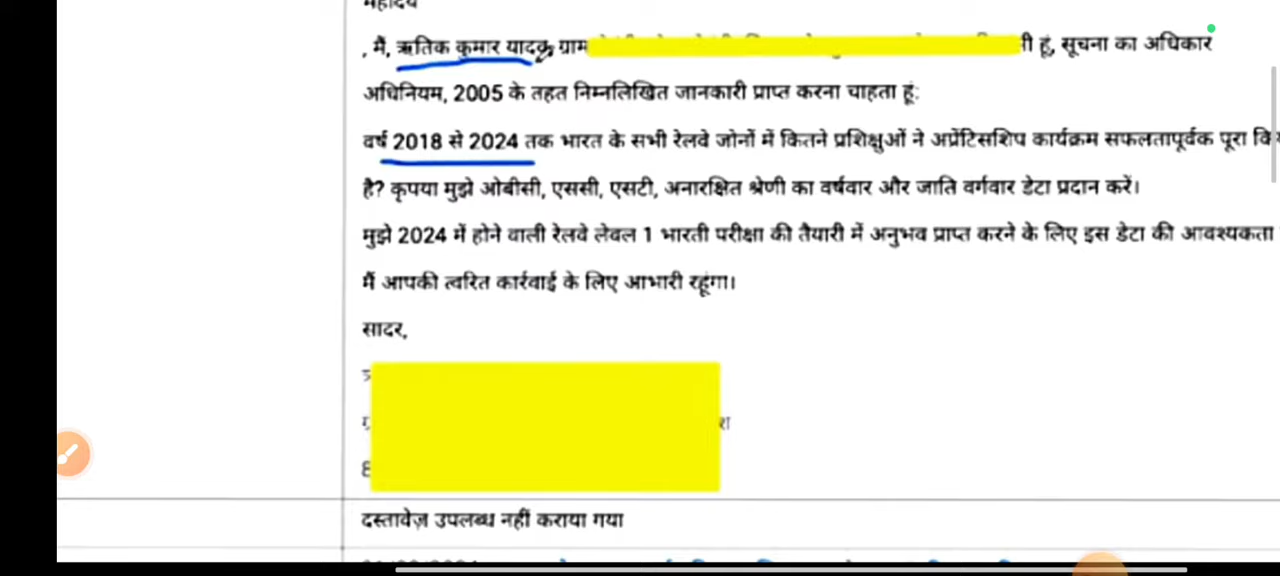 महोदय
, मैं, ऋतिक कुमार यादव, ग्राम हूं, सूचना का अधिकार
अधिनियम, 2005 के तहत निम्नलिखित जानकारी प्राप्त करना चाहता हूं:
वर्ष 2018 से 2024 तक भारत के सभी रेलवे जोनों में कितने प्रशिक्षुओं ने अप्रेंटिसशिप कार्यक्रम सफलतापूर्वक पूरा
है? कृपया मुझे ओबीसी, एससी, एसटी, अनारक्षित श्रेणी का वर्षवार और जाति वर्गवार डेटा प्रदान करें।
मुझे 2024 में होने वाली रेलवे लेवल 1 भारती परीक्षा की तैयारी में अनुभव प्राप्त करने के लिए इस डेटा की आवश्यकता
मैं आपकी त्वरित कार्रवाई के लिए आभारी रहूंगा।
सादर,
दस्तावेज़ उपलब्ध नहीं कराया गया